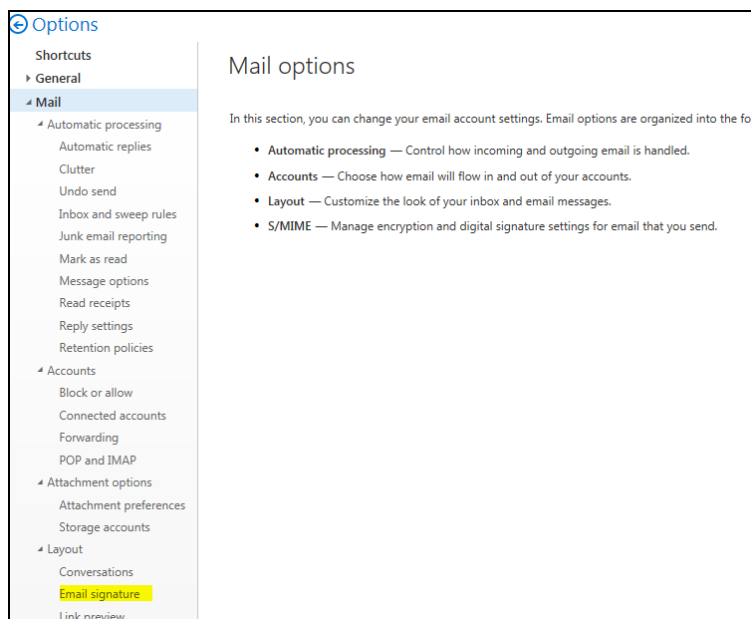 Options
Shortcuts
General
Mail
Automatic processing
Automatic replies
Clutter
Undo send
Inbox and sweep rules
Junk email reporting
Mark as read
Message options
Read receipts
Reply settings
Retention policies
Accounts
Block or allow
Connected accounts
Forwarding
POP and IMAP
Attachment options
Attachment preferences
Storage accounts
Layout
Conversations
Email signature
Link preview
Mail options
In this section, you can change your email account settings. Email options are organized into the fo
• Automatic processing — Control how incoming and outgoing email is handled.
• Accounts — Choose how email will flow in and out of your accounts.
• Layout — Customize the look of your inbox and email messages.
• S/MIME — Manage encryption and digital signature settings for email that you send.